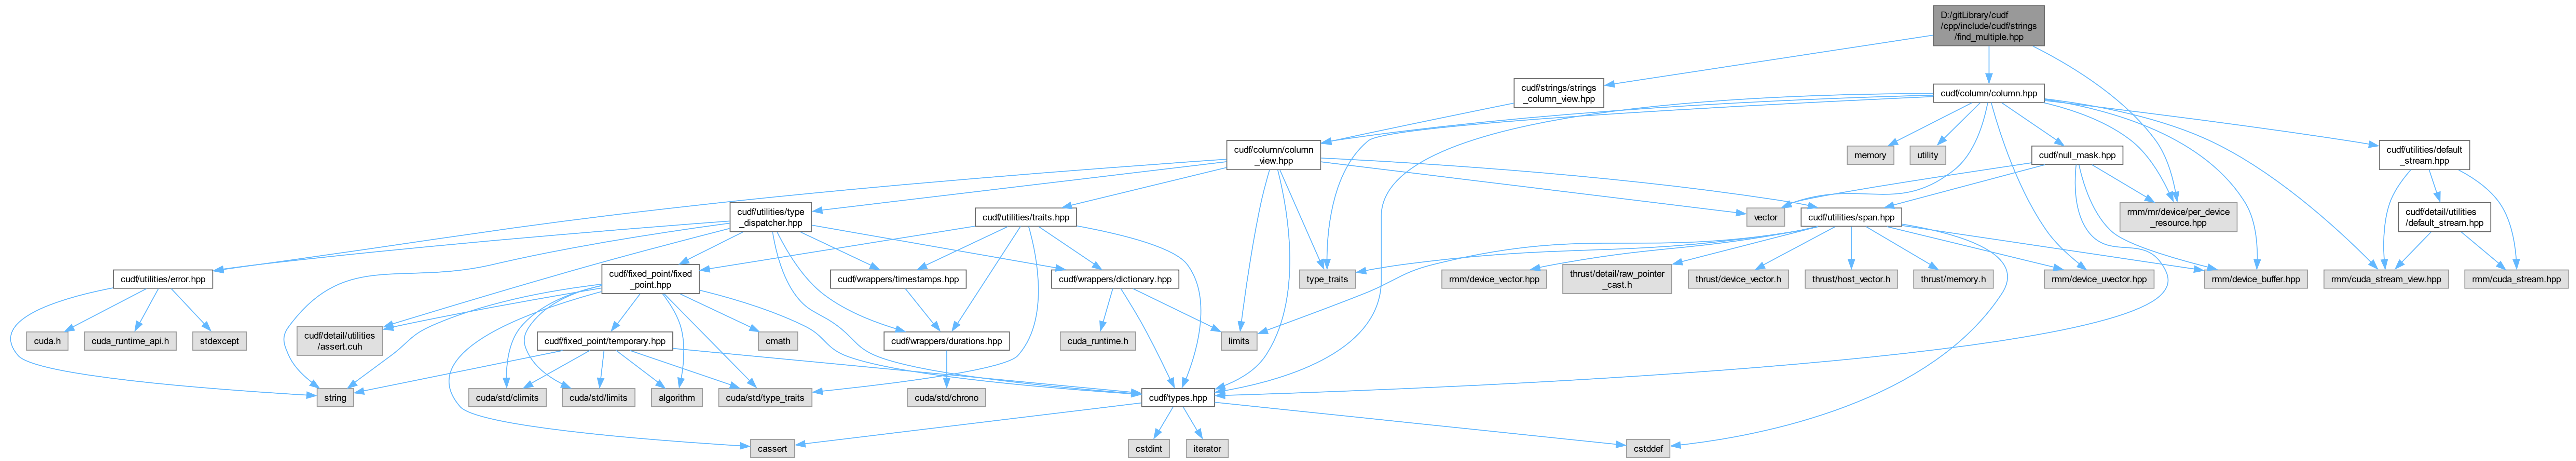 D:/gitLibrary/cudf
/cpp/include/cudf/strings
/find_multiple.hpp
cudf/strings/strings
_column_view.hpp
cudf/column/column.hpp
cudf/column/column
_view.hpp
memory
utility
cudf/null_mask.hpp
cudf/utilities/default
_stream.hpp
cudf/utilities/type
_dispatcher.hpp
cudf/utilities/traits.hpp
vector
cudf/utilities/span.hpp
rmm/mr/device/per_device
_resource.hpp
cudf/detail/utilities
/default_stream.hpp
cudf/utilities/error.hpp
cudf/fixed_point/fixed
_point.hpp
cudf/wrappers/timestamps.hpp
cudf/wrappers/dictionary.hpp
type_traits
rmm/device_vector.hpp
thrust/detail/raw_pointer
_cast.h
thrust/device_vector.h
thrust/host_vector.h
thrust/memory.h
rmm/device_uvector.hpp
rmm/device_buffer.hpp
rmm/cuda_stream_view.hpp
rmm/cuda_stream.hpp
cuda.h
cuda_runtime_api.h
stdexcept
cudf/detail/utilities
/assert.cuh
cudf/fixed_point/temporary.hpp
cmath
cudf/wrappers/durations.hpp
cuda_runtime.h
limits
string
cuda/std/climits
cuda/std/limits
algorithm
cuda/std/type_traits
cuda/std/chrono
cudf/types.hpp
cassert
cstdint
iterator
cstddef